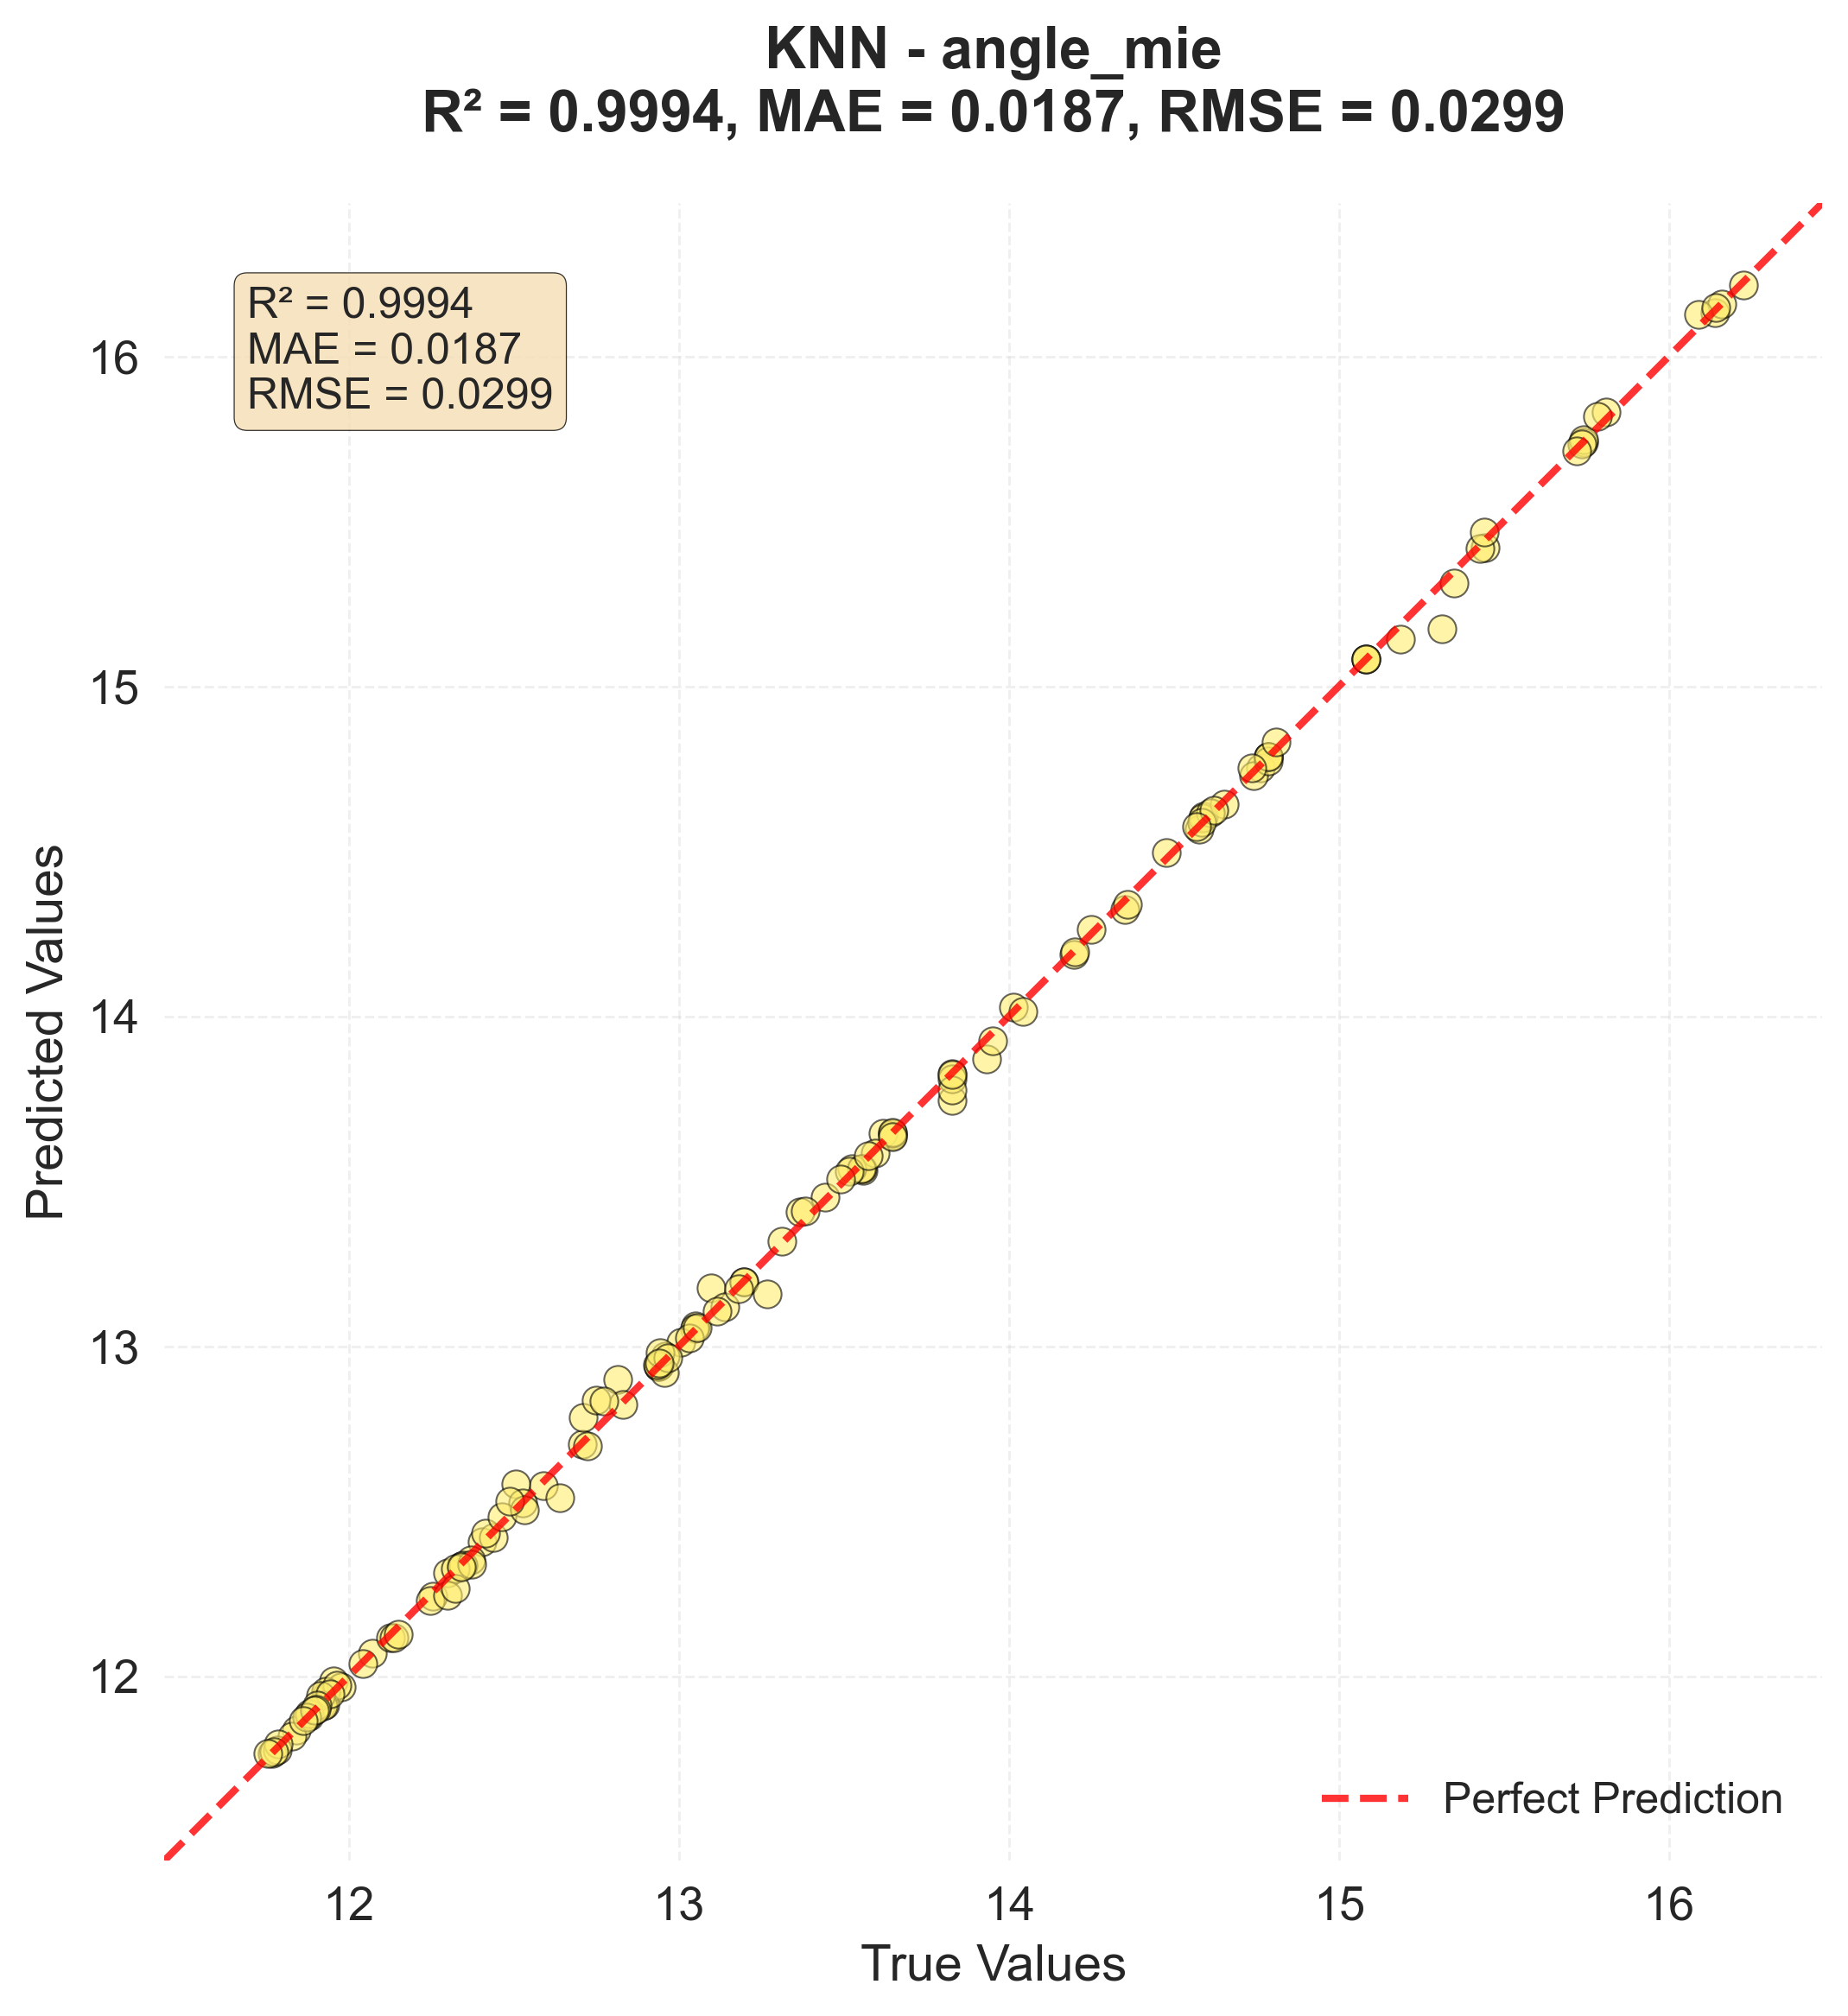 KNN - angle_mie
R² = 0.9994, MAE = 0.0187, RMSE = 0.0299
R² = 0.9994
MAE = 0.0187
RMSE = 0.0299
16
15
14
13
12
Predicted Values
Perfect Prediction
12
13
14
15
16
True Values